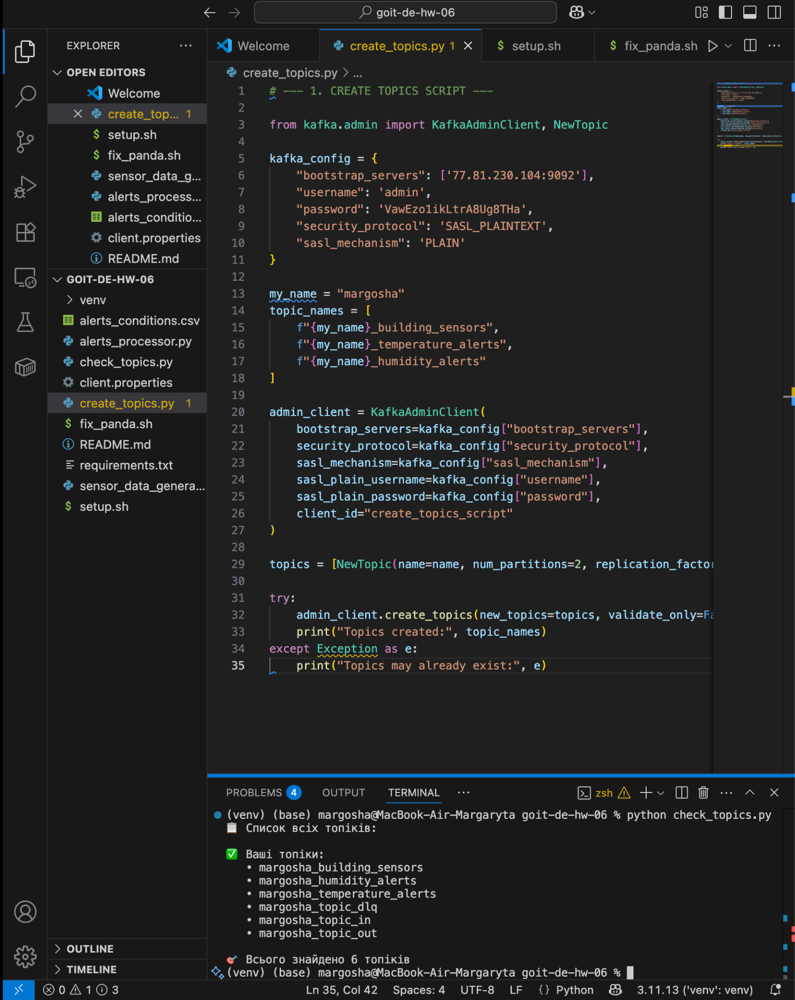 goit-de-hw-06
EXPLORER
OPEN EDITORS
Welcome
create_top... 1
setup.sh
fix_panda.sh
sensor_data_g...
alerts_process...
alerts_conditio...
client.properties
README.md
GOIT-DE-HW-06
venv
alerts_conditions.csv
alerts_processor.py
check_topics.py
client.properties
create_topics.py 1
fix_panda.sh
README.md
requirements.txt
sensor_data_genera...
setup.sh
OUTLINE
TIMELINE
Welcome create_topics.py 1 setup.sh fix_panda.sh
create_topics.py > ...
1 # --- 1. CREATE TOPICS SCRIPT ---
2
3 from kafka.admin import KafkaAdminClient, NewTopic
4
5 kafka_config = {
6 "bootstrap_servers": ['77.81.230.104:9092'],
7 "username": 'admin',
8 "password": 'VawEzo1ikLtrA8Ug8THa',
9 "security_protocol": 'SASL_PLAINTEXT',
10 "sasl_mechanism": 'PLAIN'
11 }
12
13 my_name = "margosha"
14 topic_names = [
15 f"{my_name}_building_sensors",
16 f"{my_name}_temperature_alerts",
17 f"{my_name}_humidity_alerts"
18 ]
19
20 admin_client = KafkaAdminClient(
21 bootstrap_servers=kafka_config["bootstrap_servers"],
22 security_protocol=kafka_config["security_protocol"],
23 sasl_mechanism=kafka_config["sasl_mechanism"],
24 sasl_plain_username=kafka_config["username"],
25 sasl_plain_password=kafka_config["password"],
26 client_id="create_topics_script"
27 )
28
29 topics = [NewTopic(name=name, num_partitions=2, replication_factor
30
31 try:
32 admin_client.create_topics(new_topics=topics, validate_only=Fa
33 print("Topics created:", topic_names)
34 except Exception as e:
35 print("Topics may already exist:", e)
PROBLEMS 4 OUTPUT TERMINAL zsh
(venv) (base) margosha@MacBook-Air-Margaryta goit-de-hw-06 % python check_topics.py
📋 Список всіх топіків:
✅ Ваші топіки:
• margosha_building_sensors
• margosha_humidity_alerts
• margosha_temperature_alerts
• margosha_topic_dlq
• margosha_topic_in
• margosha_topic_out
🎯 Всього знайдено 6 топіків
(venv) (base) margosha@MacBook-Air-Margaryta goit-de-hw-06 %
0 1 3 Ln 35, Col 42 Spaces: 4 UTF-8 LF {} Python 3.11.13 ('venv': venv)